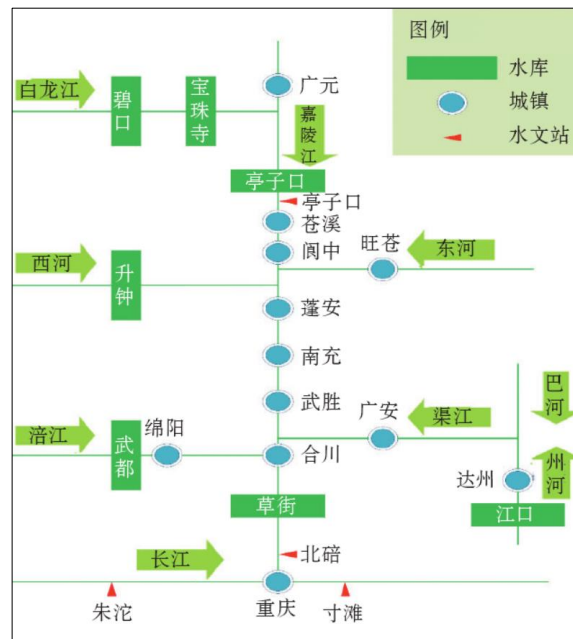 图例
水库
城镇
水文站
白龙江
碧口
宝珠寺
广元
嘉陵江
亭子口
亭子口
苍溪
阆中
旺苍
东河
西河
升钟
蓬安
南充
武胜
广安
渠江
巴河
州河
达州
江口
涪江
武都
绵阳
合川
草街
北碚
长江
朱沱
重庆
寸滩